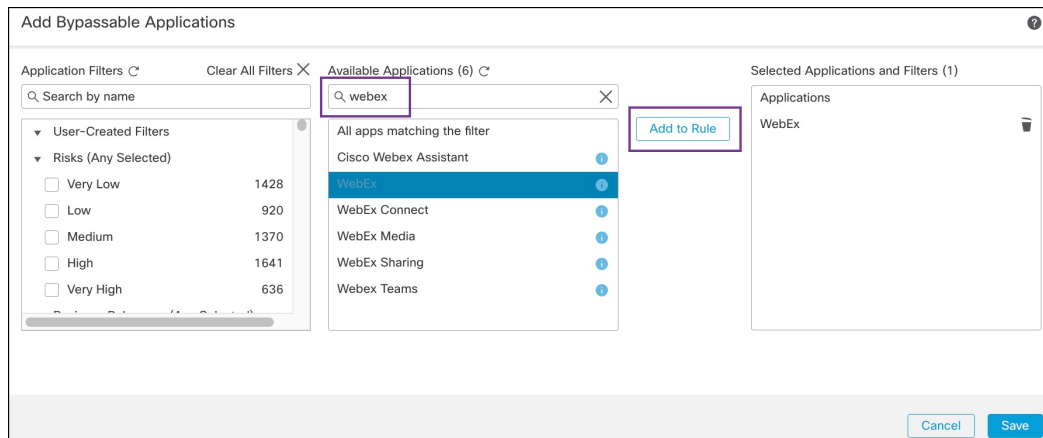 Add Bypassable Applications
Application Filters
Clear All Filters
Search by name
User-Created Filters
Risks (Any Selected)
Very Low 1428
Low 920
Medium 1370
High 1641
Very High 636
Available Applications (6)
webex
All apps matching the filter
Cisco Webex Assistant
WebEx
WebEx Connect
WebEx Media
WebEx Sharing
Webex Teams
Add to Rule
Selected Applications and Filters (1)
Applications
WebEx
Cancel
Save